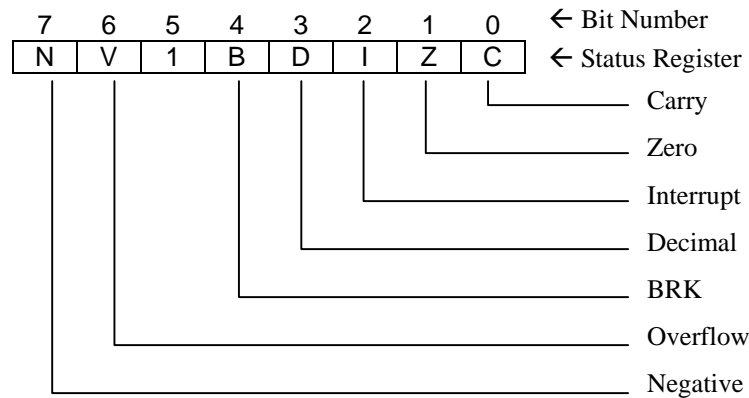 7 6 5 4 3 2 1 0 ← Bit Number
N V 1 B D I Z C ← Status Register
Carry
Zero
Interrupt
Decimal
BRK
Overflow
Negative